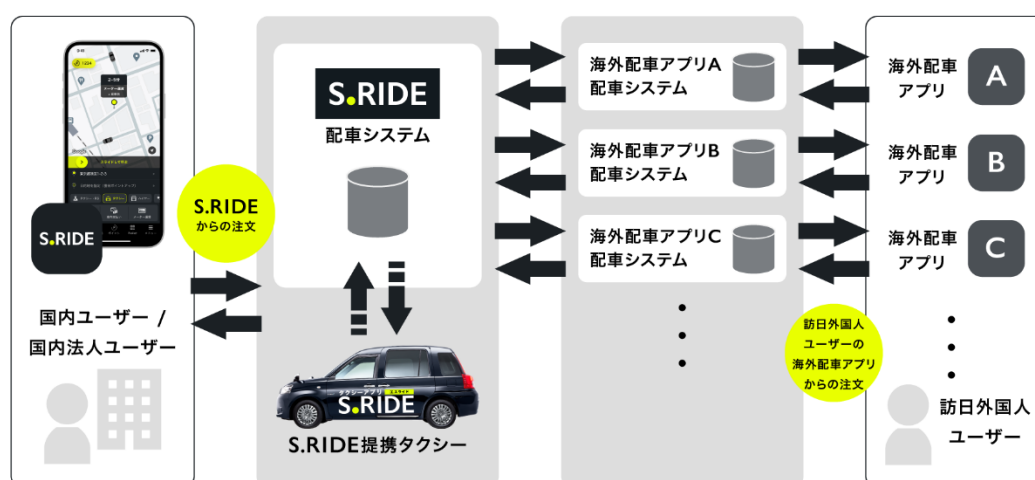 S.RIDE
国内ユーザー /
国内法人ユーザー
S.RIDE
からの注文
S.RIDE
配車システム
タクシーアプリ
S.RIDE
S.RIDE提携タクシー
海外配車アプリA
配車システム
海外配車アプリB
配車システム
海外配車アプリC
配車システム
海外配車
アプリ
A
海外配車
アプリ
B
海外配車
アプリ
C
訪日外国人
ユーザーの
海外配車アプリ
からの注文
訪日外国人
ユーザー